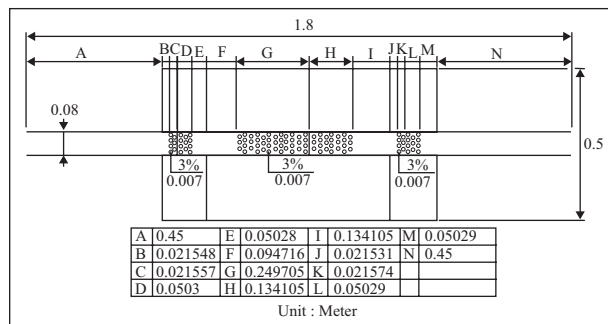 1.8
A B C D E F G H I J K L M N
0.08
0.5
3% 3% 3%
0.007 0.007 0.007
A 0.45 E 0.05028 I 0.134105 M 0.05029
B 0.021548 F 0.094716 J 0.021531 N 0.45
C 0.021557 G 0.249705 K 0.021574
D 0.0503 H 0.134105 L 0.05029
Unit : Meter